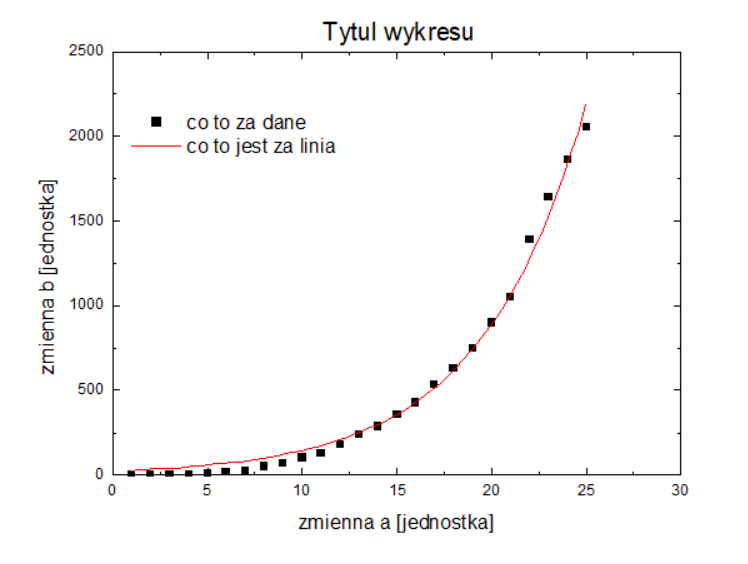 Tytul wykresu
2500
2000
1500
1000
500
0
co to za dane
co to jest za linia
zmienna b [jednostka]
0 5 10 15 20 25 30
zmienna a [jednostka]